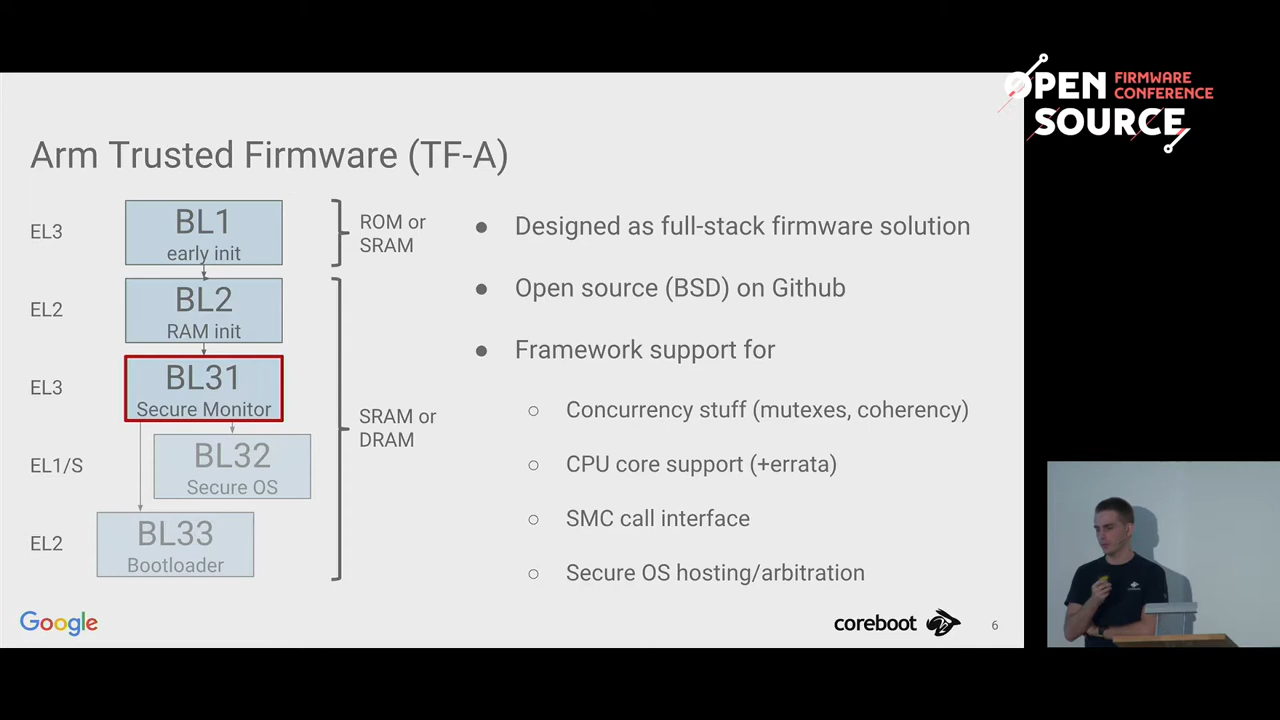 OPEN FIRMWARE CONFERENCE
SOURCE
Arm Trusted Firmware (TF-A)
EL3
BL1
early init
ROM or
SRAM
EL2
BL2
RAM init
EL3
BL31
Secure Monitor
SRAM or
DRAM
EL1/S
BL32
Secure OS
EL2
BL33
Bootloader
● Designed as full-stack firmware solution
● Open source (BSD) on Github
● Framework support for
○ Concurrency stuff (mutexes, coherency)
○ CPU core support (+errata)
○ SMC call interface
○ Secure OS hosting/arbitration
Google
coreboot
6